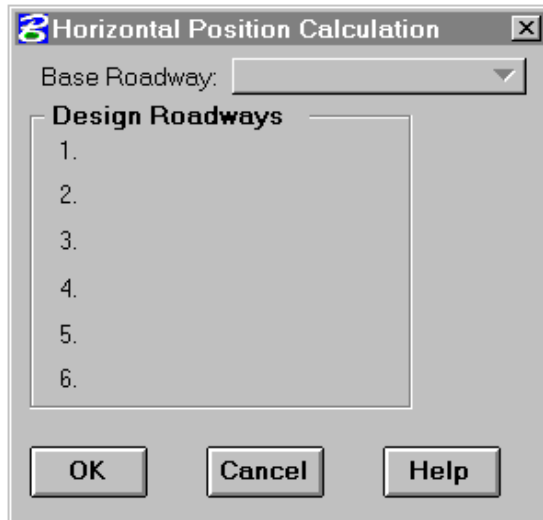 Horizontal Position Calculation
Base Roadway:
Design Roadways
1.
2.
3.
4.
5.
6.
OK Cancel Help